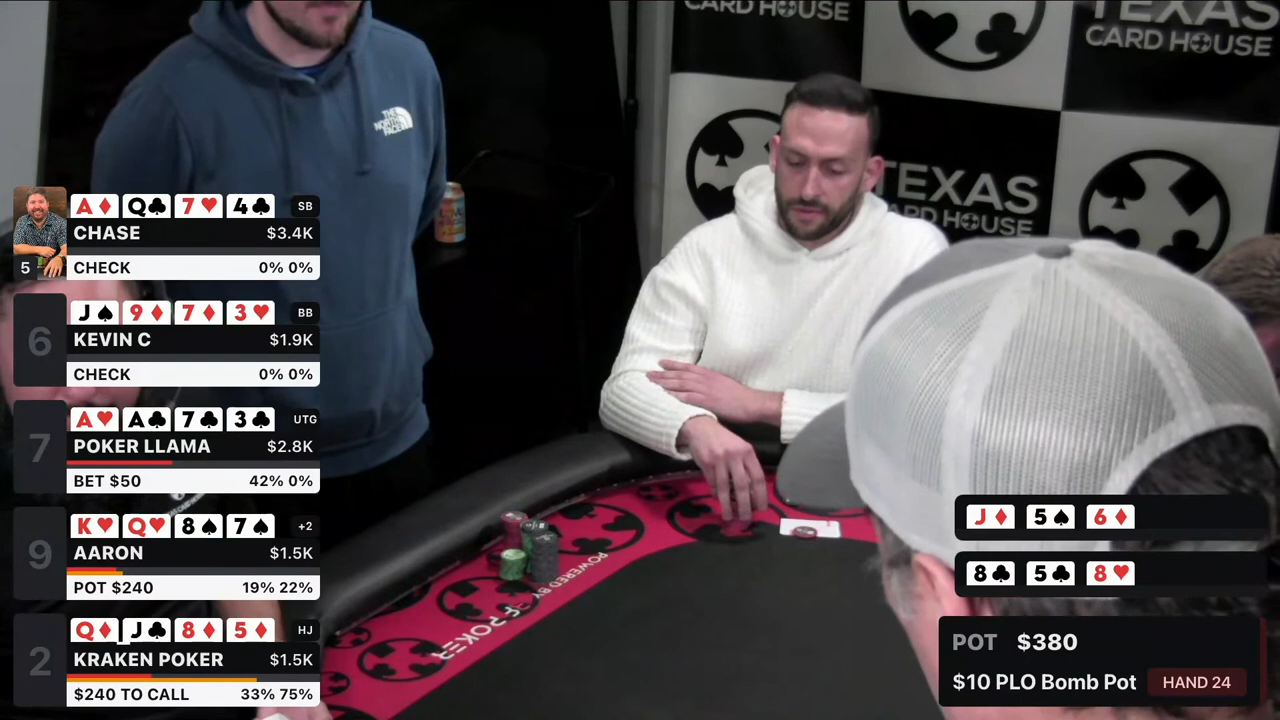 CARD HOUSE
TEXAS
CARD HOUSE
THE
NORTH
FACE
TEXAS
CARD HOUSE
A♦ Q♣ 7♥ 4♣ SB
CHASE $3.4K
5 CHECK 0% 0%
J♠ 9♦ 7♦ 3♥ BB
6 KEVIN C $1.9K
CHECK 0% 0%
A♥ A♣ 7♣ 3♣ UTG
7 POKER LLAMA $2.8K
BET $50 42% 0%
K♥ Q♥ 8♠ 7♠ +2
9 AARON $1.5K
POT $240 19% 22%
Q♦ J♣ 8♦ 5♦ HJ
2 KRAKEN POKER $1.5K
$240 TO CALL 33% 75%
POWERED BY
POKER
J♦ 5♠ 6♦
8♣ 5♣ 8♥
POT $380
$10 PLO Bomb Pot HAND 24